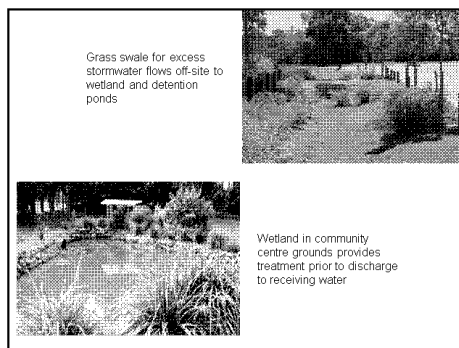 Grass swale for excess
stormwater flows off-site to
wetland and detention
ponds
Wetland in community
centre grounds provides
treatment prior to discharge
to receiving water